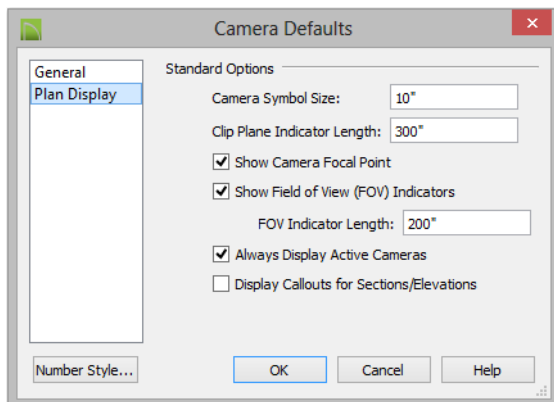 Camera Defaults
General
Plan Display
Standard Options
Camera Symbol Size: 10"
Clip Plane Indicator Length: 300"
Show Camera Focal Point
Show Field of View (FOV) Indicators
FOV Indicator Length: 200"
Always Display Active Cameras
Display Callouts for Sections/Elevations
Number Style... OK Cancel Help